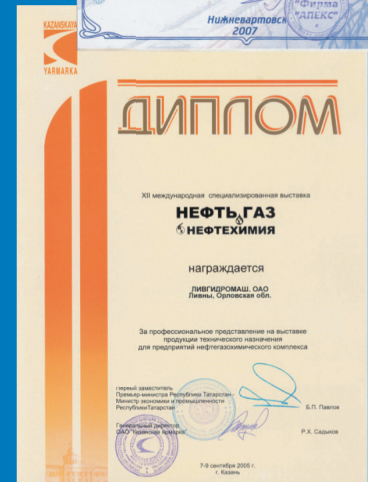 Нижневартовск
2007
"Фирма
"АПЕКС"
KAZANSKAYA
YARMARKA
ДИПЛОМ
XII международная специализированная выставка
НЕФТЬ, ГАЗ
НЕФТЕХИМИЯ
награждается
ЛИВГИДРОМАШ, ОАО
Ливны, Орловская обл.
За профессиональное представление на выставке
продукции технического назначения
для предприятий нефтегазохимического комплекса
Первый заместитель
Премьер-министра Республики Татарстан-
Министр экономики и промышленности
РеспубликиТатарстан
Б.П. Павлов
Генеральный директор
ОАО "Казанская ярмарка"
Р.Х. Садыков
7-9 сентября 2005 г.
г. Казань